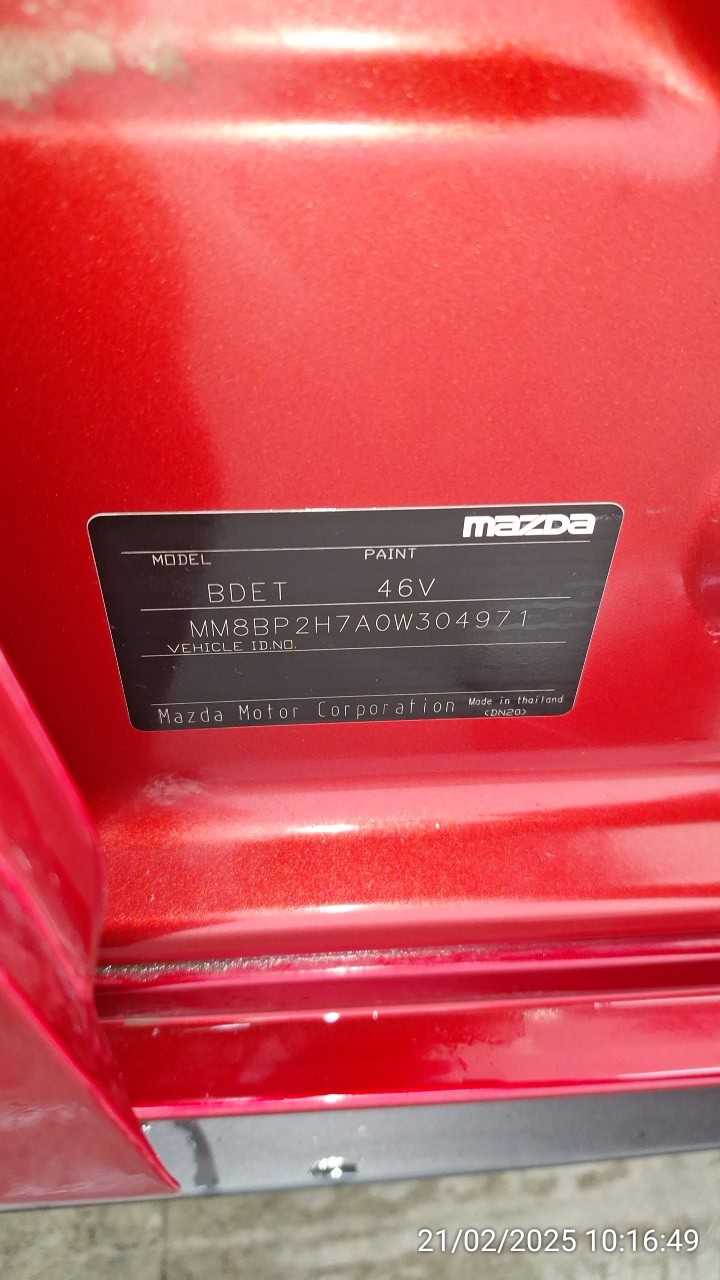 mazda
MODEL PAINT
BDET 46V
MM8BP2H7A0W304971
VEHICLE ID.NO.
Mazda Motor Corporation Made in thailand
(DN20)
21/02/2025 10:16:49